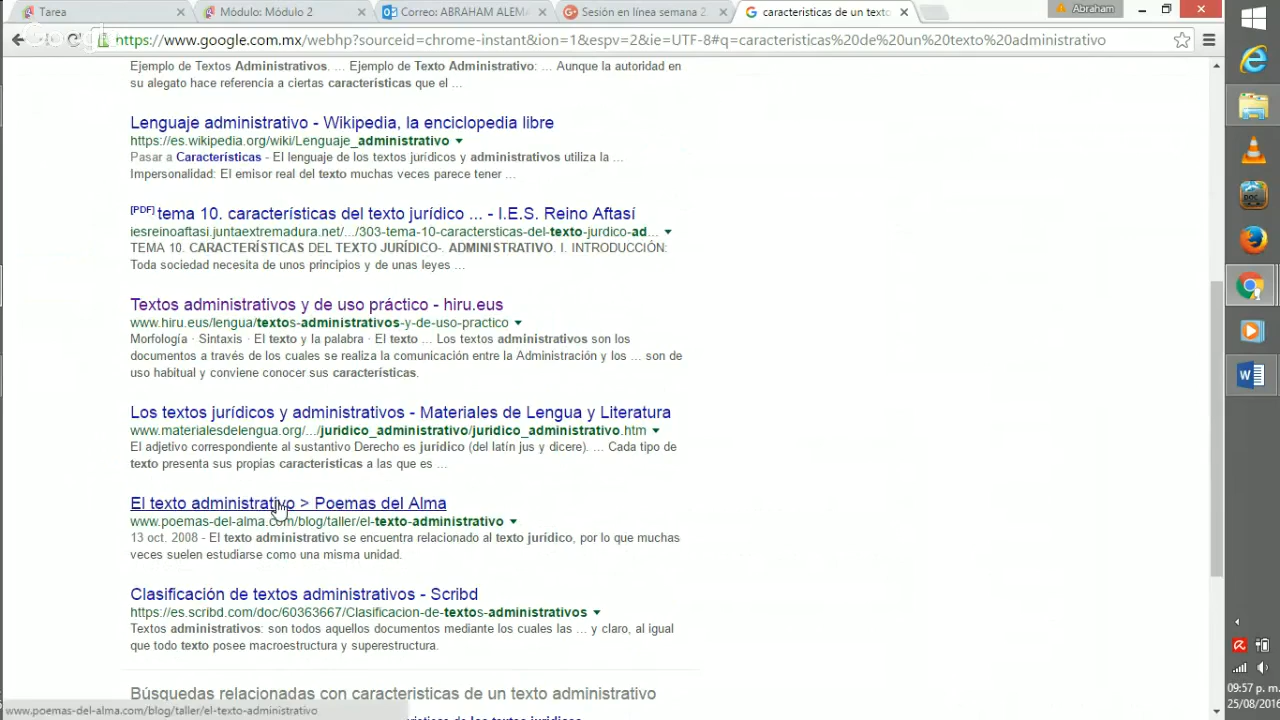 Tarea
Módulo: Módulo 2
Correo: ABRAHAM ALEMA
Sesión en línea semana 2
caracteristicas de un texto
Abraham
https://www.google.com.mx/webhp?sourceid=chrome-instant&ion=1&espv=2&ie=UTF-8#q=caracteristicas%20de%20un%20texto%20administrativo
Ejemplo de Textos Administrativos. ... Ejemplo de Texto Administrativo: ... Aunque la autoridad en
su alegato hace referencia a ciertas características que el ...
Lenguaje administrativo - Wikipedia, la enciclopedia libre
https://es.wikipedia.org/wiki/Lenguaje_administrativo
Pasar a Características - El lenguaje de los textos jurídicos y administrativos utiliza la ...
Impersonalidad: El emisor real del texto muchas veces parece tener ...
[PDF] tema 10. características del texto jurídico ... - I.E.S. Reino Aftasí
iesreinoaftasi.juntaextremadura.net/.../303-tema-10-caractersticas-del-texto-jurdico-ad...
TEMA 10. CARACTERÍSTICAS DEL TEXTO JURÍDICO-. ADMINISTRATIVO. I. INTRODUCCIÓN:
Toda sociedad necesita de unos principios y de unas leyes ...
Textos administrativos y de uso práctico - hiru.eus
www.hiru.eus/lengua/textos-administrativos-y-de-uso-practico
Morfología · Sintaxis · El texto y la palabra · El texto ... Los textos administrativos son los
documentos a través de los cuales se realiza la comunicación entre la Administración y los ... son de
uso habitual y conviene conocer sus características.
Los textos jurídicos y administrativos - Materiales de Lengua y Literatura
www.materialesdelengua.org/.../juridico_administrativo/juridico_administrativo.htm
El adjetivo correspondiente al sustantivo Derecho es jurídico (del latín jus y dicere). ... Cada tipo de
texto presenta sus propias características a las que es ...
El texto administrativo > Poemas del Alma
www.poemas-del-alma.com/blog/taller/el-texto-administrativo
13 oct. 2008 - El texto administrativo se encuentra relacionado al texto jurídico, por lo que muchas
veces suelen estudiarse como una misma unidad.
Clasificación de textos administrativos - Scribd
https://es.scribd.com/doc/60363667/Clasificacion-de-textos-administrativos
Textos administrativos: son todos aquellos documentos mediante los cuales las ... y claro, al igual
que todo texto posee macroestructura y superestructura.
Búsquedas relacionadas con caracteristicas de un texto administrativo
www.poemas-del-alma.com/blog/taller/el-texto-administrativo
09:57 p. m.
25/08/2016